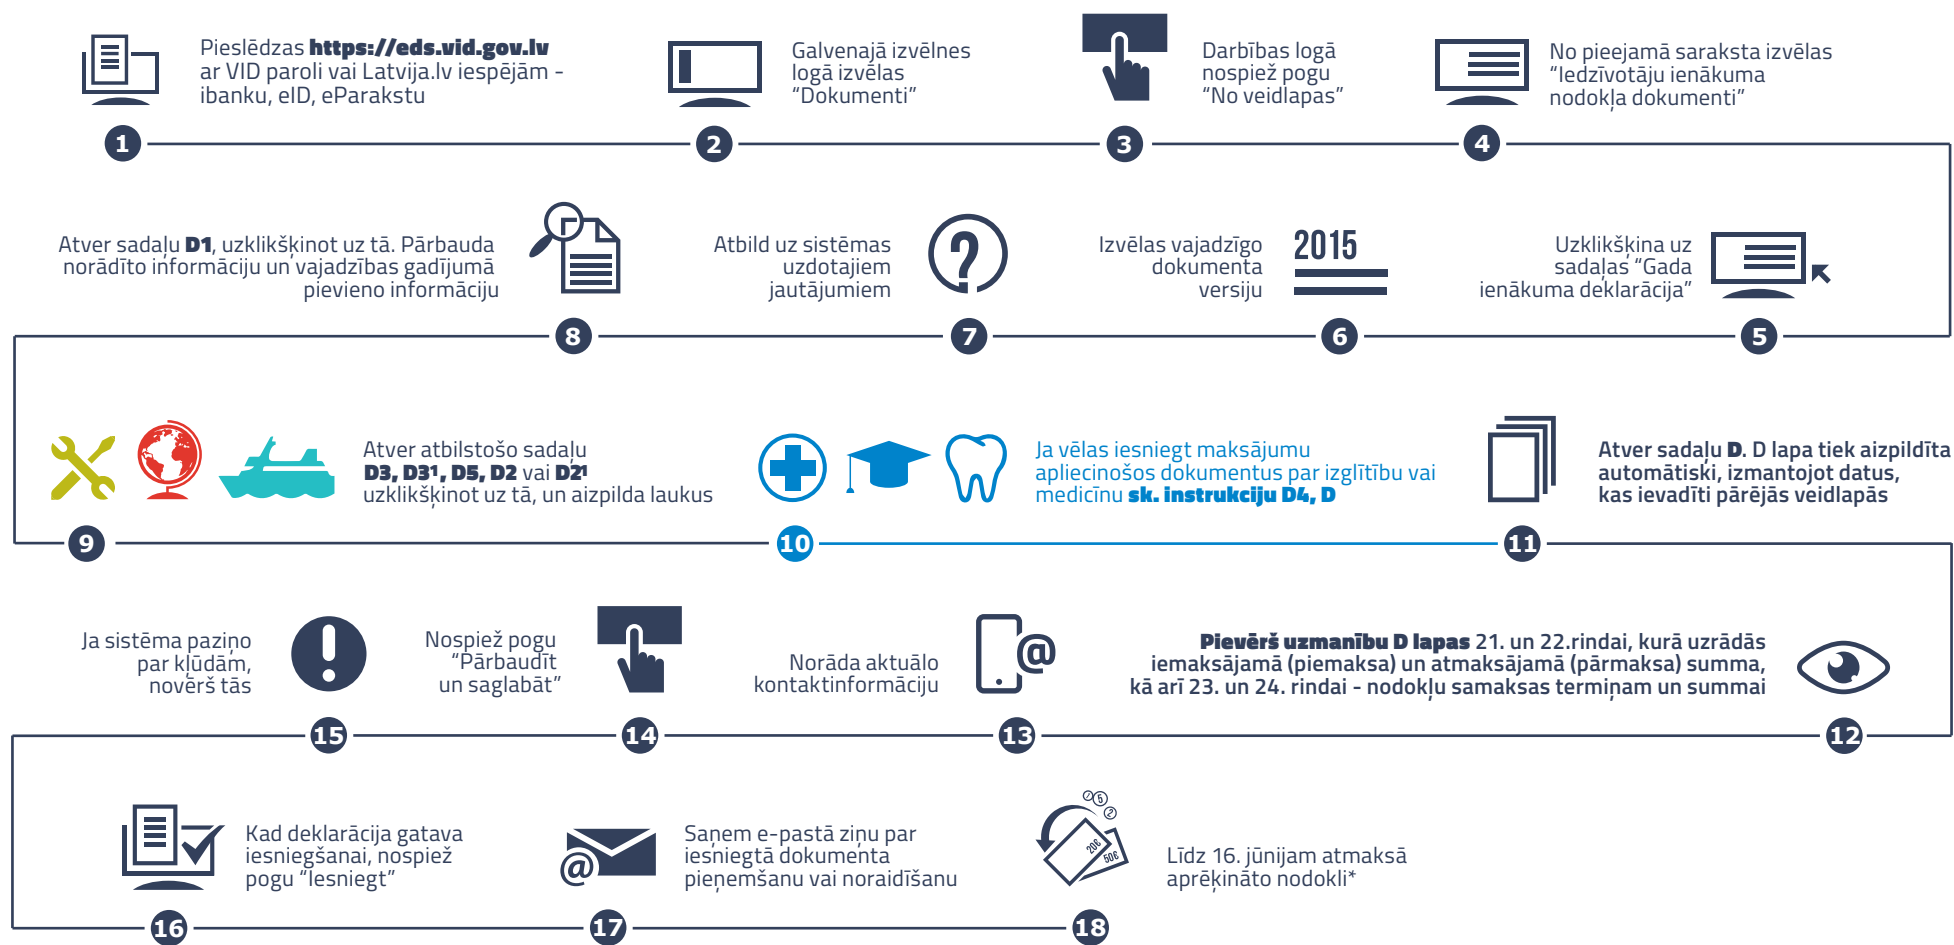 Pieslēdzas https://eds.vid.gov.lv
ar VID paroli vai Latvija.lv iespējām -
ibanku, eID, eParakstu
1
Galvenajā izvēlnes
logā izvēlas
“Dokumenti”
2
Darbības logā
nospiež pogu
“No veidlapas”
3
No pieejamā saraksta izvēlas
“Iedzīvotāju ienākuma
nodokļa dokumenti”
4
Uzklikšķina uz
sadaļas “Gada
ienākuma deklarācija”
5
Izvēlas vajadzīgo
dokumenta
versiju
2015
6
Atbild uz sistēmas
uzdotajiem
jautājumiem
?
7
Atver sadaļu D1, uzklikšķinot uz tā. Pārbauda
norādīto informāciju un vajadzības gadījumā
pievieno informāciju
8
Atver atbilstošo sadaļu
D3, D3¹, D5, D2 vai D2¹
uzklikšķinot uz tā, un aizpilda laukus
9
Ja vēlas iesniegt maksājumu
apliecinošos dokumentus par izglītību vai
medicīnu sk. instrukciju D4, D
10
Atver sadaļu D. D lapa tiek aizpildīta
automātiski, izmantojot datus,
kas ievadīti pārējās veidlapās
11
Pievērš uzmanību D lapas 21. un 22.rindai, kurā uzrādās
iemaksājamā (piemaksa) un atmaksājamā (pārmaksa) summa,
kā arī 23. un 24. rindai - nodokļu samaksas termiņam un summai
12
Norāda aktuālo
kontaktinformāciju
@
13
Nospiež pogu
“Pārbaudīt
un saglabāt”
14
Ja sistēma paziņo
par kļūdām,
novērš tās
!
15
Kad deklarācija gatava
iesniegšanai, nospiež
pogu “Iesniegt”
16
@
Saņem e-pastā ziņu par
iesniegtā dokumenta
pieņemšanu vai noraidīšanu
17
1 5
2
20€
50€
Līdz 16. jūnijam atmaksā
aprēķināto nodokli*
18